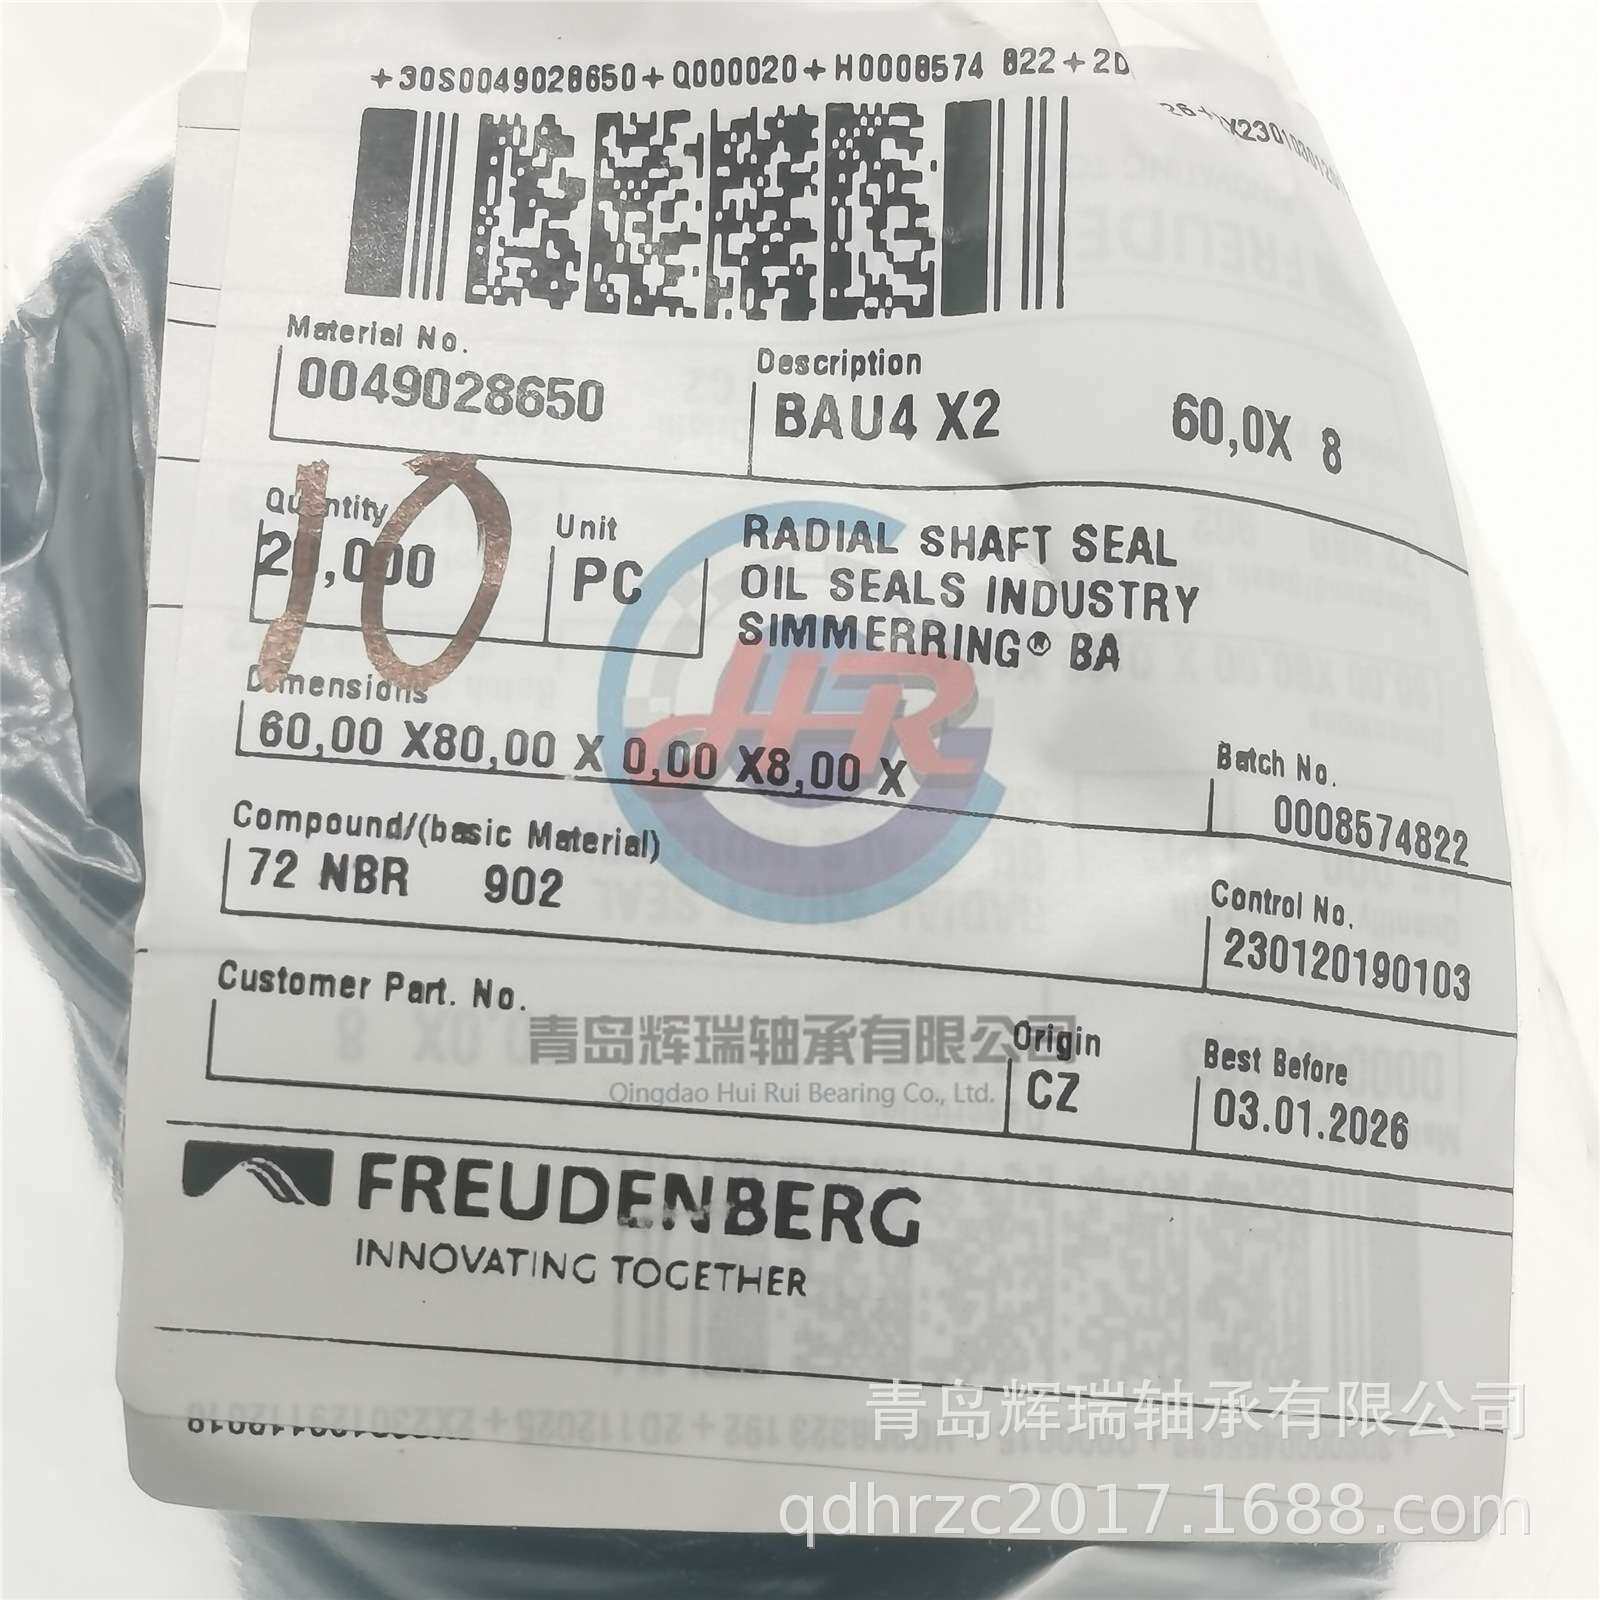 +30S0049028650+Q000020+H0008574 822+2D
Material No.
0049028650
Description
BAU4 X2 60,0X 8
10
Quantity
20,000
Unit
PC
RADIAL SHAFT SEAL
OIL SEALS INDUSTRY
SIMMERRING® BA
HR
Dimensions
60,00 X80,00 X 0,00 X8,00 X
Batch No.
0008574822
Compound/(basic Material)
72 NBR 902
Control No.
230120190103
Customer Part. No.
青岛辉瑞轴承有限公司
Qingdao Hui Rui Bearing Co., Ltd.
Origin
CZ
Best Before
03.01.2026
FREUDENBERG
INNOVATING TOGETHER
青岛辉瑞轴承有限公司
qdhrzc2017.1688.com